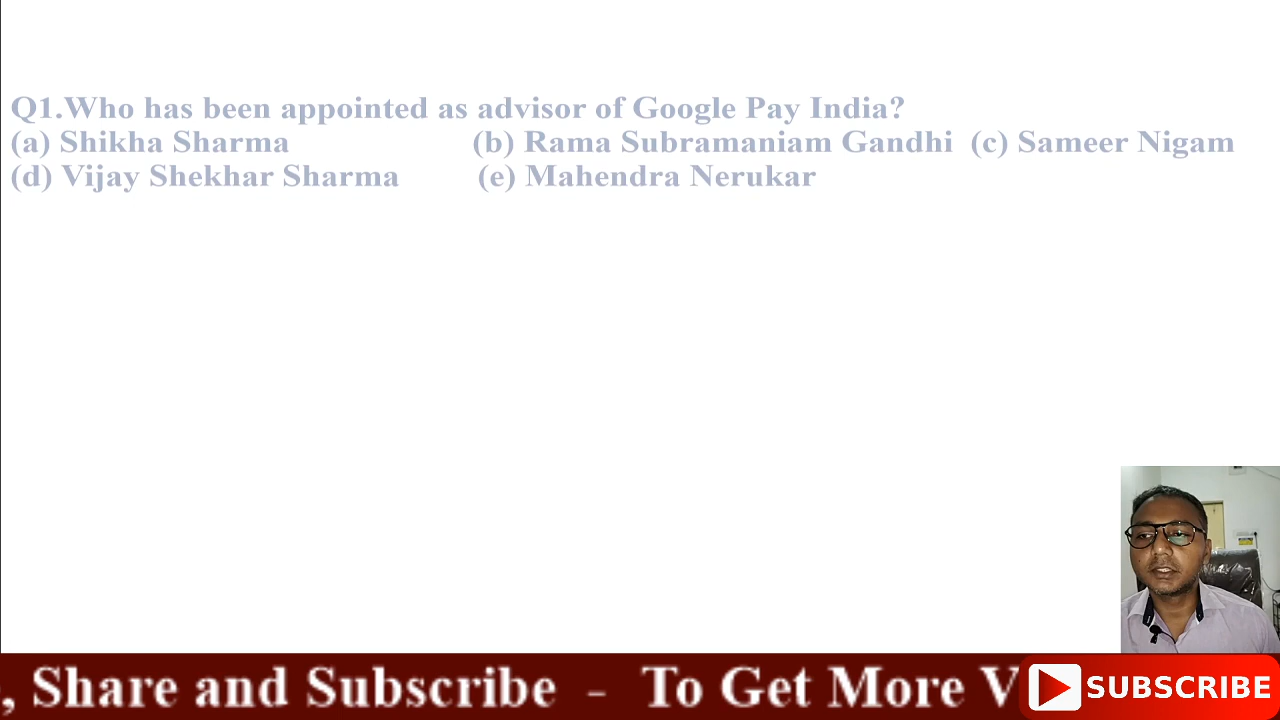 Q1.Who has been appointed as advisor of Google Pay India?
(a) Shikha Sharma (b) Rama Subramaniam Gandhi (c) Sameer Nigam
(d) Vijay Shekhar Sharma (e) Mahendra Nerukar
, Share and Subscribe - To Get More V
SUBSCRIBE